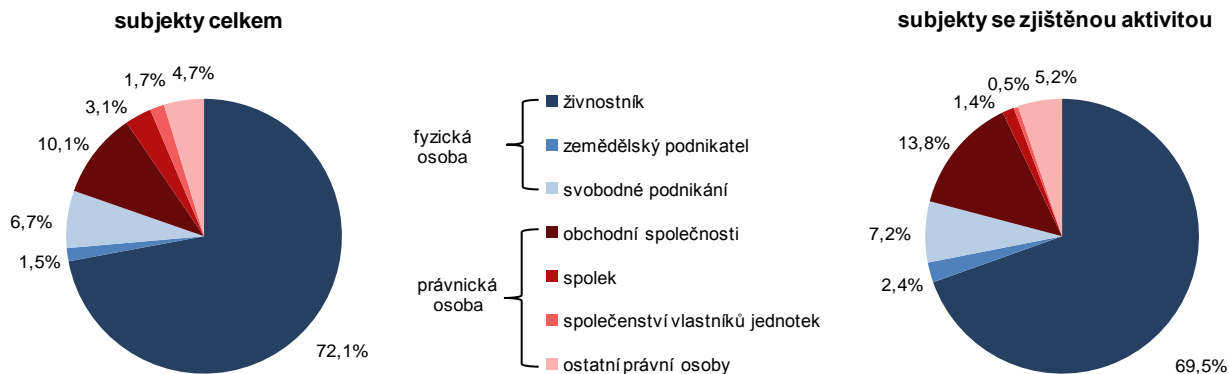 subjekty celkem
4,7%
1,7%
3,1%
10,1%
6,7%
1,5%
72,1%
fyzická
osoba
živnostník
zemědělský podnikatel
svobodné podnikání
právnická
osoba
obchodní společnosti
spolek
společenství vlastníků jednotek
ostatní právní osoby
subjekty se zjištěnou aktivitou
5,2%
0,5%
1,4%
13,8%
7,2%
2,4%
69,5%